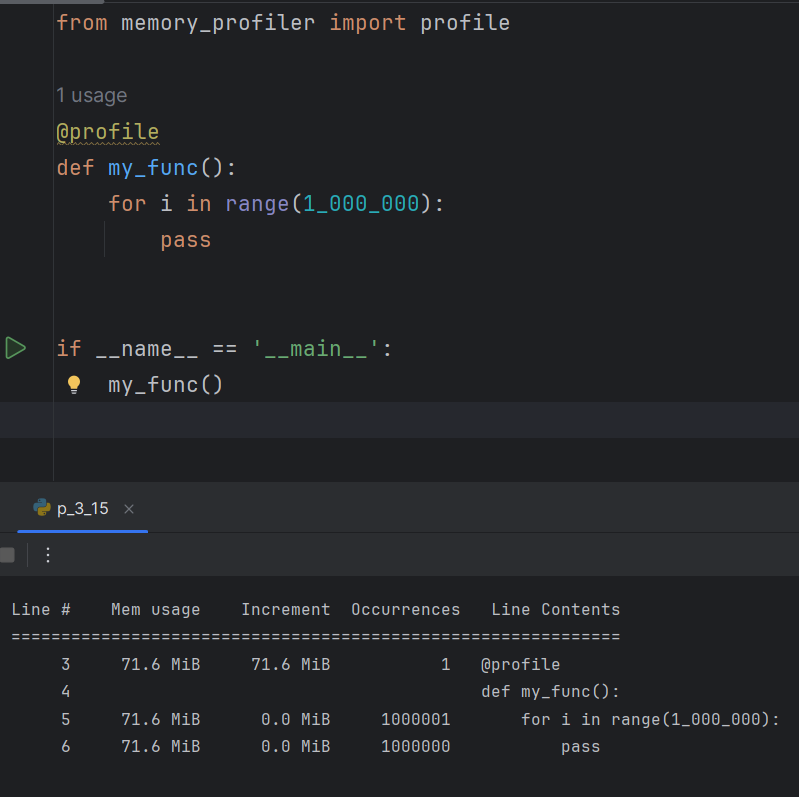 from memory_profiler import profile
1 usage
@profile
def my_func():
    for i in range(1_000_000):
        pass
if __name__ == '__main__':
    my_func()
p_3_15
Line #    Mem usage    Increment  Occurrences   Line Contents
=============================================================
     3     71.6 MiB     71.6 MiB           1   @profile
     4                                         def my_func():
     5     71.6 MiB      0.0 MiB     1000001       for i in range(1_000_000):
     6     71.6 MiB      0.0 MiB     1000000           pass